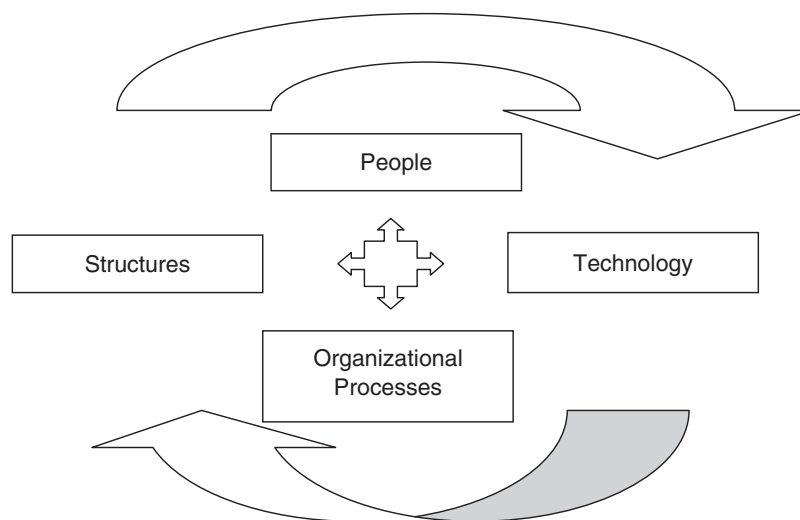 People
Structures
Technology
Organizational
Processes